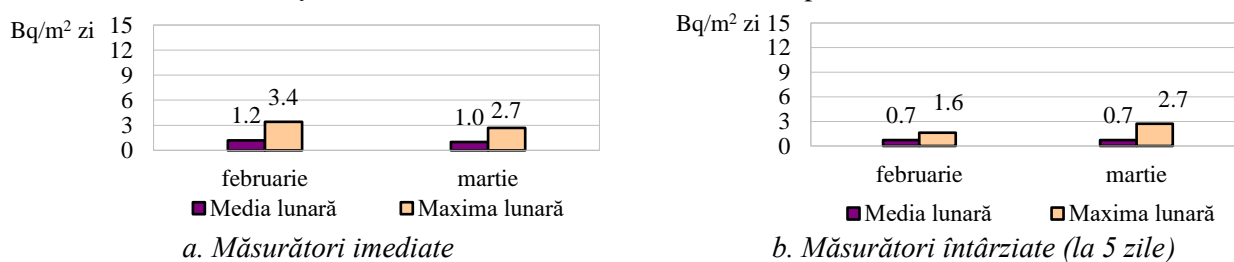 Bq/m² zi
15
12
9
6
3
0
1.2
3.4
1.0
2.7
februarie
martie
Media lunară
Maxima lunară
a. Măsurători imediate
Bq/m² zi
15
12
9
6
3
0
0.7
1.6
0.7
2.7
februarie
martie
Media lunară
Maxima lunară
b. Măsurători întârziate (la 5 zile)